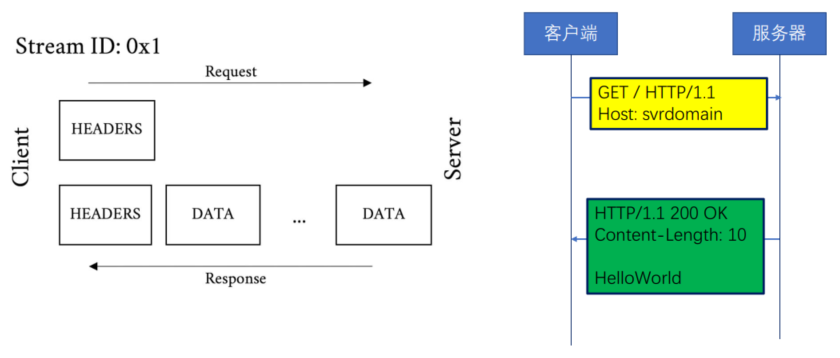 Stream ID: 0x1
Request
Client
HEADERS
Server
HEADERS
DATA
...
DATA
Response
客户端
服务器
GET / HTTP/1.1
Host: svrdomain
HTTP/1.1 200 OK
Content-Length: 10
HelloWorld